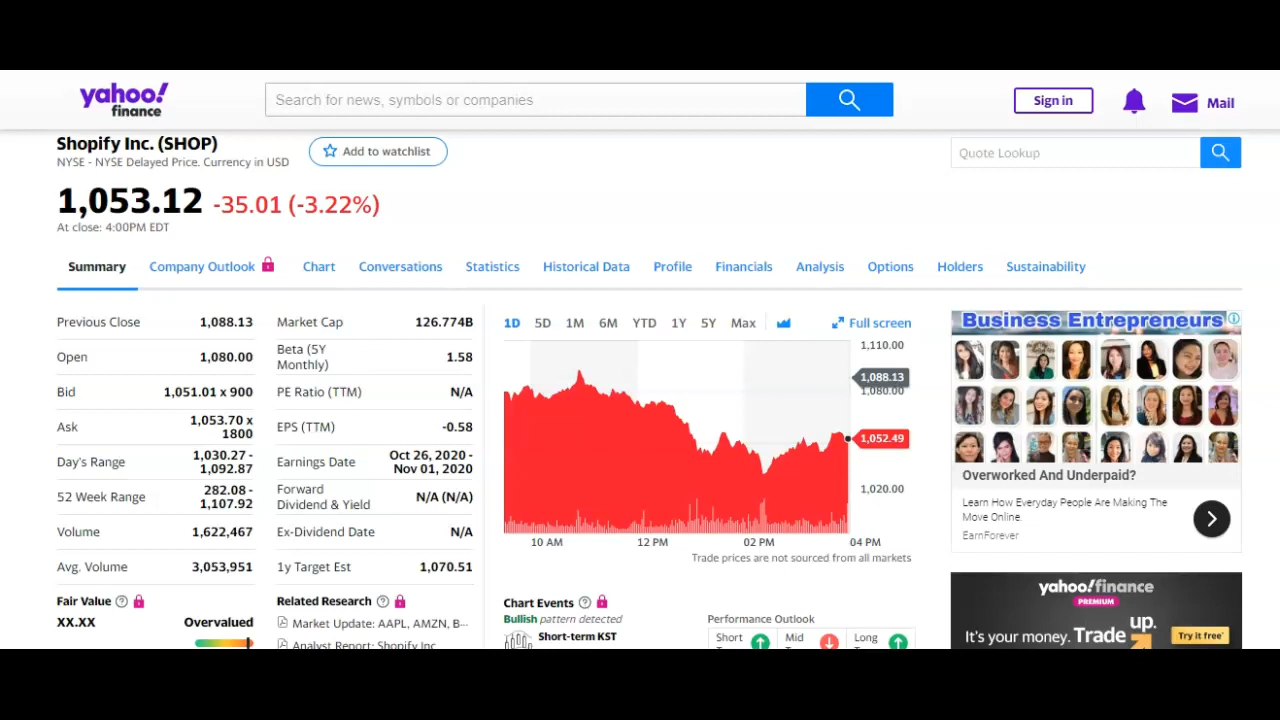 yahoo!
finance
Search for news, symbols or companies
Sign in
Mail
Shopify Inc. (SHOP)
NYSE - NYSE Delayed Price. Currency in USD
Add to watchlist
Quote Lookup
1,053.12 -35.01 (-3.22%)
At close: 4:00PM EDT
Summary Company Outlook Chart Conversations Statistics Historical Data Profile Financials Analysis Options Holders Sustainability
Previous Close 1,088.13
Open 1,080.00
Bid 1,051.01 x 900
Ask 1,053.70 x
1800
Day's Range 1,030.27 -
1,092.87
52 Week Range 282.08 -
1,107.92
Volume 1,622,467
Avg. Volume 3,053,951
Fair Value
XX.XX Overvalued
Market Cap 126.774B
Beta (5Y
Monthly) 1.58
PE Ratio (TTM) N/A
EPS (TTM) -0.58
Earnings Date Oct 26, 2020 -
Nov 01, 2020
Forward
Dividend & Yield N/A (N/A)
Ex-Dividend Date N/A
1y Target Est 1,070.51
Related Research
Market Update: AAPL, AMZN, B...
Analyst Report: Shopify Inc
1D 5D 1M 6M YTD 1Y 5Y Max
Full screen
1,110.00
1,088.13
1,080.00
1,052.49
1,020.00
10 AM 12 PM 02 PM 04 PM
Trade prices are not sourced from all markets
Chart Events
Bullish pattern detected
Short-term KST
Performance Outlook
Short Mid Long
Business Entrepreneurs
Overworked And Underpaid?
Learn How Everyday People Are Making The
Move Online.
EarnForever
yahoo!finance
PREMIUM
It's your money. Trade up.
Try it free*